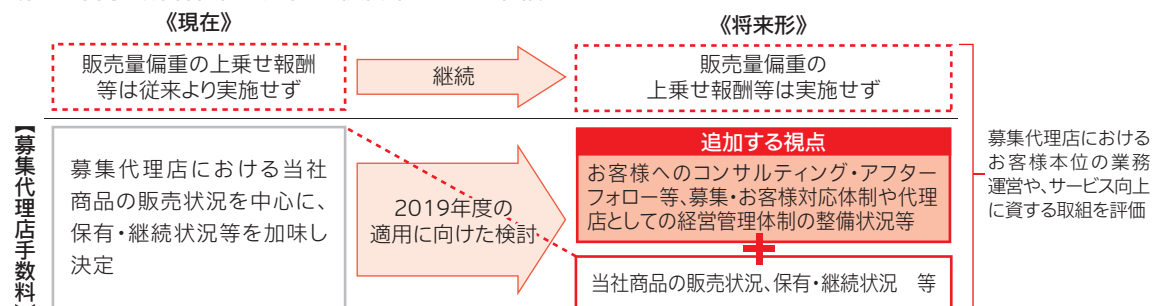 《現在》
《将来形》
販売量偏重の上乗せ報酬
等は従来より実施せず
継続
販売量偏重の
上乗せ報酬等は実施せず
【募集代理店手数料】
募集代理店における当社
商品の販売状況を中心に、
保有・継続状況等を加味し
決定
2019年度の
適用に向けた検討
追加する視点
お客様へのコンサルティング・アフター
フォロー等、募集・お客様対応体制や代理
店としての経営管理体制の整備状況等
+
当社商品の販売状況、保有・継続状況 等
募集代理店における
お客様本位の業務
運営や、サービス向上
に資する取組を評価